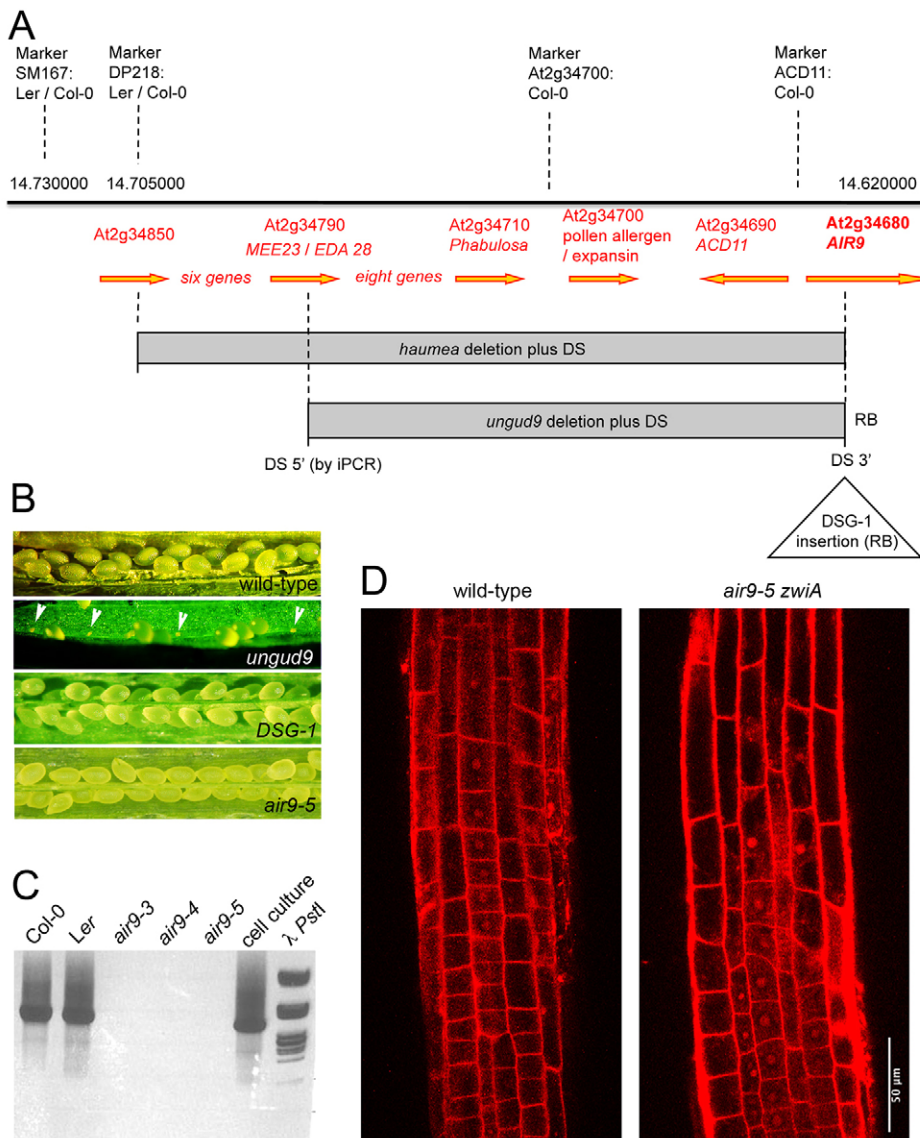 A
Marker
SM167:
Ler / Col-0
Marker
DP218:
Ler / Col-0
Marker
At2g34700:
Col-0
Marker
ACD11:
Col-0
14.730000
14.705000
14.620000
At2g34850
At2g34790
MEE23 / EDA 28
At2g34710
Phabulosa
At2g34700
pollen allergen
/ expansin
At2g34690
ACD11
At2g34680
AIR9
six genes
eight genes
haumea deletion plus DS
ungud9 deletion plus DS
RB
DS 5' (by iPCR)
DS 3'
DSG-1
insertion (RB)
B
wild-type
ungud9
DSG-1
air9-5
C
Col-0
Ler
air9-3
air9-4
air9-5
cell culture
λ PstI
D
wild-type
air9-5 zwiA
50 µm